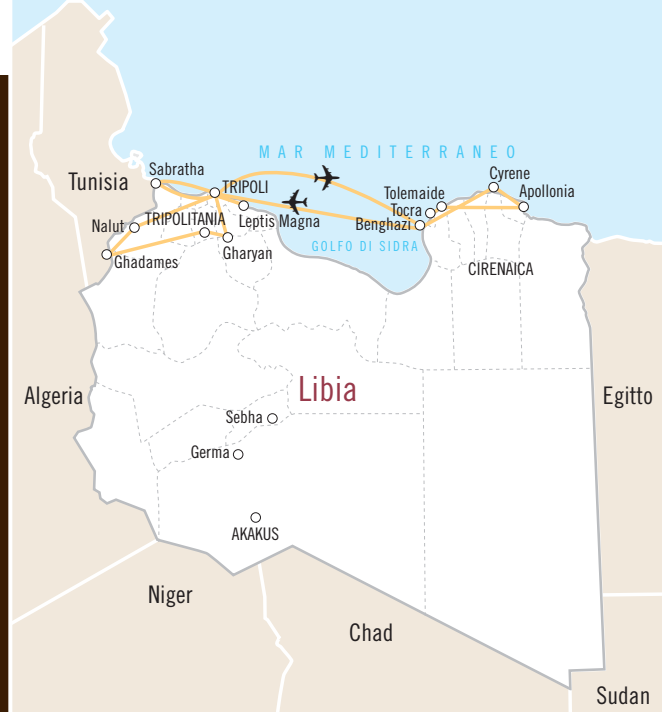 MAR MEDITERRANEO
Sabratha
Tunisia
TRIPOLI
Cyrene
Tolemaide
Apollonia
Nalut
TRIPOLITANIA
Leptis Magna
Tocra
Benghazi
Ghadames
Gharyan
GOLFO DI SIDRA
CIRENAICA
Algeria
Libia
Egitto
Sebha
Germa
AKAKUS
Niger
Chad
Sudan